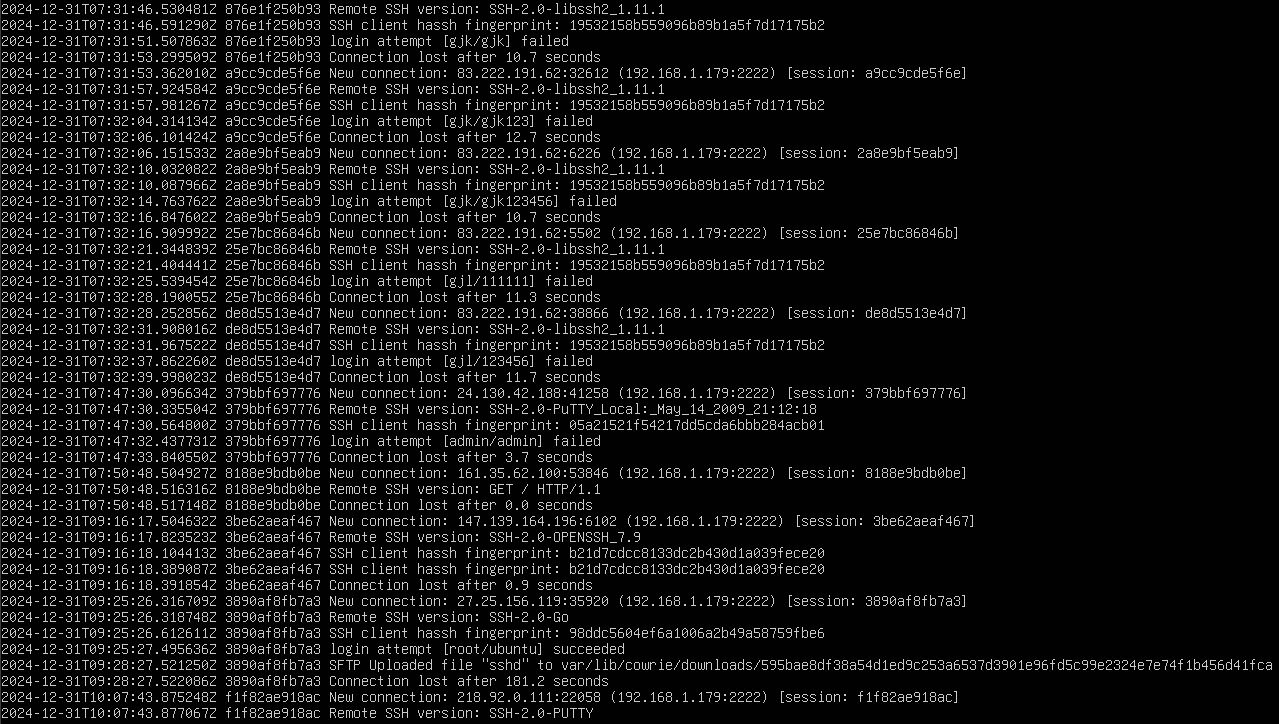 2024-12-31T07:31:46.530481Z 876e1f250b93 Remote SSH version: SSH-2.0-libssh2_1.11.1
2024-12-31T07:31:46.591290Z 876e1f250b93 SSH client hassh fingerprint: 19532158b559096b89b1a5f7d17175b2
2024-12-31T07:31:51.507863Z 876e1f250b93 login attempt [gjk/gjk] failed
2024-12-31T07:31:53.299509Z 876e1f250b93 Connection lost after 10.7 seconds
2024-12-31T07:31:53.362010Z a9cc9cde5f6e New connection: 83.222.191.62:32612 (192.168.1.179:2222) [session: a9cc9cde5f6e]
2024-12-31T07:31:57.924584Z a9cc9cde5f6e Remote SSH version: SSH-2.0-libssh2_1.11.1
2024-12-31T07:31:57.981267Z a9cc9cde5f6e SSH client hassh fingerprint: 19532158b559096b89b1a5f7d17175b2
2024-12-31T07:32:04.314134Z a9cc9cde5f6e login attempt [gjk/gjk123] failed
2024-12-31T07:32:06.101424Z a9cc9cde5f6e Connection lost after 12.7 seconds
2024-12-31T07:32:06.151533Z 2a8e9bf5eab9 New connection: 83.222.191.62:6226 (192.168.1.179:2222) [session: 2a8e9bf5eab9]
2024-12-31T07:32:10.032082Z 2a8e9bf5eab9 Remote SSH version: SSH-2.0-libssh2_1.11.1
2024-12-31T07:32:10.087966Z 2a8e9bf5eab9 SSH client hassh fingerprint: 19532158b559096b89b1a5f7d17175b2
2024-12-31T07:32:14.763762Z 2a8e9bf5eab9 login attempt [gjk/gjk123456] failed
2024-12-31T07:32:16.847602Z 2a8e9bf5eab9 Connection lost after 10.7 seconds
2024-12-31T07:32:16.909992Z 25e7bc86846b New connection: 83.222.191.62:5502 (192.168.1.179:2222) [session: 25e7bc86846b]
2024-12-31T07:32:21.344839Z 25e7bc86846b Remote SSH version: SSH-2.0-libssh2_1.11.1
2024-12-31T07:32:21.404441Z 25e7bc86846b SSH client hassh fingerprint: 19532158b559096b89b1a5f7d17175b2
2024-12-31T07:32:25.539454Z 25e7bc86846b login attempt [gjl/111111] failed
2024-12-31T07:32:28.190055Z 25e7bc86846b Connection lost after 11.3 seconds
2024-12-31T07:32:28.252856Z de8d5513e4d7 New connection: 83.222.191.62:38866 (192.168.1.179:2222) [session: de8d5513e4d7]
2024-12-31T07:32:31.908016Z de8d5513e4d7 Remote SSH version: SSH-2.0-libssh2_1.11.1
2024-12-31T07:32:31.967522Z de8d5513e4d7 SSH client hassh fingerprint: 19532158b559096b89b1a5f7d17175b2
2024-12-31T07:32:37.862260Z de8d5513e4d7 login attempt [gjl/123456] failed
2024-12-31T07:32:39.998023Z de8d5513e4d7 Connection lost after 11.7 seconds
2024-12-31T07:47:30.096634Z 379bbf697776 New connection: 24.130.42.188:41258 (192.168.1.179:2222) [session: 379bbf697776]
2024-12-31T07:47:30.335504Z 379bbf697776 Remote SSH version: SSH-2.0-PuTTY_Local:_May_14_2009_21:12:18
2024-12-31T07:47:30.564800Z 379bbf697776 SSH client hassh fingerprint: 05a21521f54217dd5cda6bbb284acb01
2024-12-31T07:47:32.437731Z 379bbf697776 login attempt [admin/admin] failed
2024-12-31T07:47:33.840550Z 379bbf697776 Connection lost after 3.7 seconds
2024-12-31T07:50:48.504927Z 8188e9bdb0be New connection: 161.35.62.100:53846 (192.168.1.179:2222) [session: 8188e9bdb0be]
2024-12-31T07:50:48.516316Z 8188e9bdb0be Remote SSH version: GET / HTTP/1.1
2024-12-31T07:50:48.517148Z 8188e9bdb0be Connection lost after 0.0 seconds
2024-12-31T09:16:17.504632Z 3be62aeaf467 New connection: 147.139.164.196:6102 (192.168.1.179:2222) [session: 3be62aeaf467]
2024-12-31T09:16:17.823523Z 3be62aeaf467 Remote SSH version: SSH-2.0-OPENSSH_7.9
2024-12-31T09:16:18.104413Z 3be62aeaf467 SSH client hassh fingerprint: b21d7cdcc8133dc2b430d1a039fece20
2024-12-31T09:16:18.389087Z 3be62aeaf467 SSH client hassh fingerprint: b21d7cdcc8133dc2b430d1a039fece20
2024-12-31T09:16:18.391854Z 3be62aeaf467 Connection lost after 0.9 seconds
2024-12-31T09:25:26.316709Z 3890af8fb7a3 New connection: 27.25.156.119:35920 (192.168.1.179:2222) [session: 3890af8fb7a3]
2024-12-31T09:25:26.318748Z 3890af8fb7a3 Remote SSH version: SSH-2.0-Go
2024-12-31T09:25:26.612611Z 3890af8fb7a3 SSH client hassh fingerprint: 98ddc5604ef6a1006a2b49a58759fbe6
2024-12-31T09:25:27.495636Z 3890af8fb7a3 login attempt [root/ubuntu] succeeded
2024-12-31T09:28:27.521250Z 3890af8fb7a3 SFTP Uploaded file "sshd" to var/lib/cowrie/downloads/595bae8df38a54d1ed9c253a6537d3901e96fd5c99e2324e7e74f1b456d41fca
2024-12-31T09:28:27.522086Z 3890af8fb7a3 Connection lost after 181.2 seconds
2024-12-31T10:07:43.875248Z f1f82ae918ac New connection: 218.92.0.111:22058 (192.168.1.179:2222) [session: f1f82ae918ac]
2024-12-31T10:07:43.877067Z f1f82ae918ac Remote SSH version: SSH-2.0-PUTTY